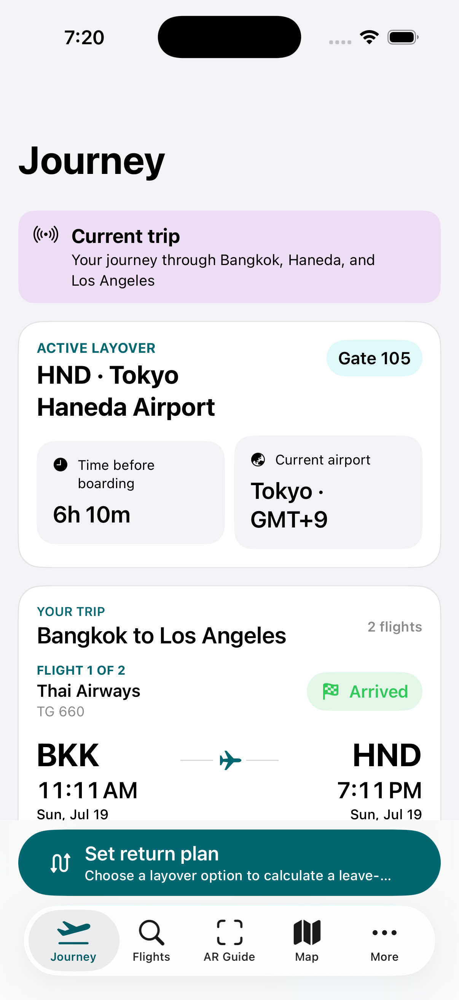 7:20
Journey
Current trip
Your journey through Bangkok, Haneda, and
Los Angeles
ACTIVE LAYOVER
Gate 105
HND · Tokyo
Haneda Airport
Time before
boarding
6h 10m
Current airport
Tokyo ·
GMT+9
YOUR TRIP
Bangkok to Los Angeles
2 flights
FLIGHT 1 OF 2
Thai Airways
TG 660
Arrived
BKK
HND
11:11 AM
7:11 PM
Sun, Jul 19
Sun, Jul 19
Set return plan
Choose a layover option to calculate a leave-...
Journey
Flights
AR Guide
Map
More